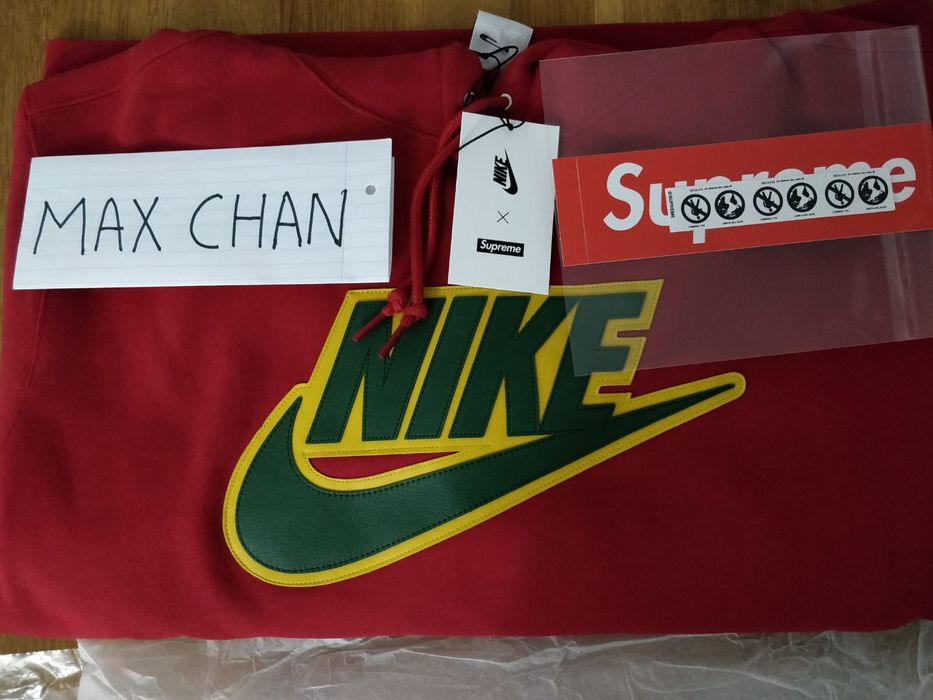 MAX CHAN
NIKE
×
Supreme
Supreme
NIKE